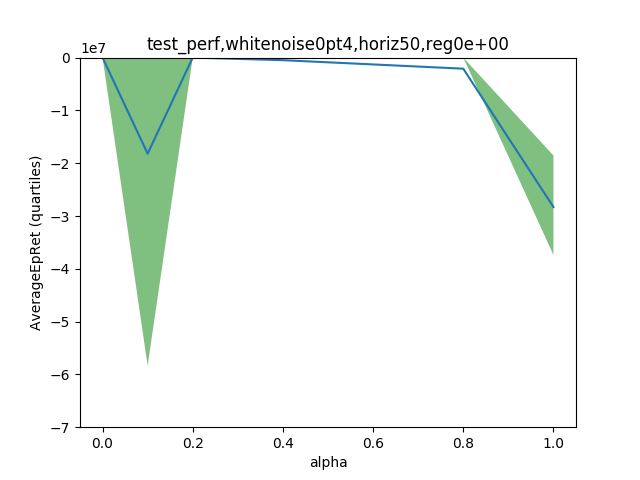 test_perf,whitenoise0pt4,horiz50,reg0e+00
1e7
0
−1
−2
−3
−4
−5
−6
−7
AverageEpRet (quartiles)
0.0 0.2 0.4 0.6 0.8 1.0
alpha